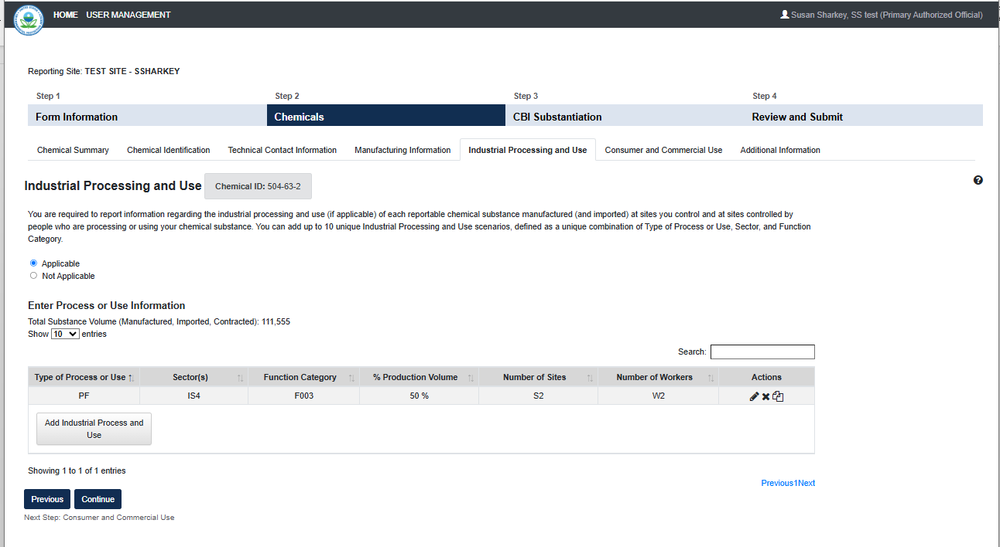 HOME USER MANAGEMENT
Susan Sharkey, SS test (Primary Authorized Official)
Reporting Site: TEST SITE - SSHARKEY
Step 1 Step 2 Step 3 Step 4
Form Information Chemicals CBI Substantiation Review and Submit
Chemical Summary Chemical Identification Technical Contact Information Manufacturing Information Industrial Processing and Use Consumer and Commercial Use Additional Information
Industrial Processing and Use Chemical ID: 504-63-2
You are required to report information regarding the industrial processing and use (if applicable) of each reportable chemical substance manufactured (and imported) at sites you control and at sites controlled by
people who are processing or using your chemical substance. You can add up to 10 unique Industrial Processing and Use scenarios, defined as a unique combination of Type of Process or Use, Sector, and Function
Category.
Applicable
Not Applicable
Enter Process or Use Information
Total Substance Volume (Manufactured, Imported, Contracted): 111,555
Show 10 entries
Search:
Type of Process or Use Sector(s) Function Category % Production Volume Number of Sites Number of Workers Actions
PF IS4 F003 50 % S2 W2
Add Industrial Process and
Use
Showing 1 to 1 of 1 entries
Previous1Next
Previous Continue
Next Step: Consumer and Commercial Use